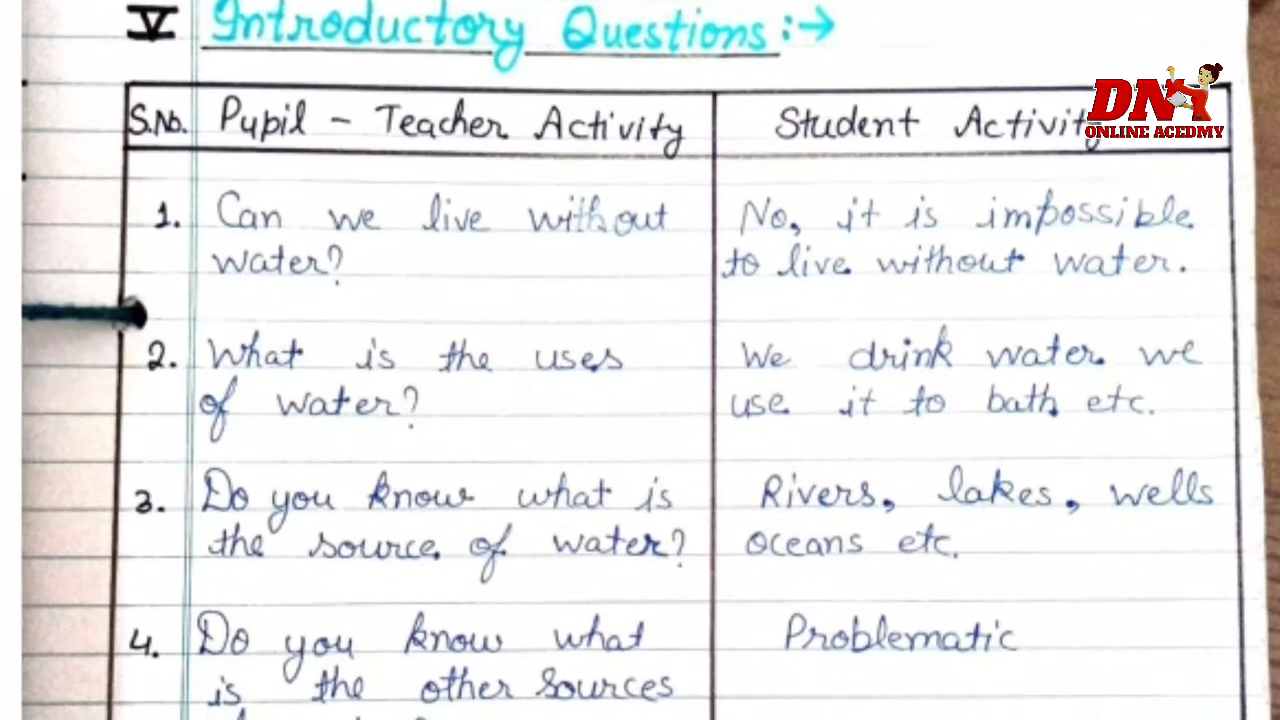 V Introductory Questions:→
S.No. Pupil - Teacher Activity Student Activity
DNA
ONLINE ACEDMY
1. Can we live without No, it is impossible
water? to live without water.
2. What is the uses We drink water we
of water? use it to bath etc.
3. Do you know what is Rivers, lakes, wells
the source of water? oceans etc.
4. Do you know what Problematic
is the other sources